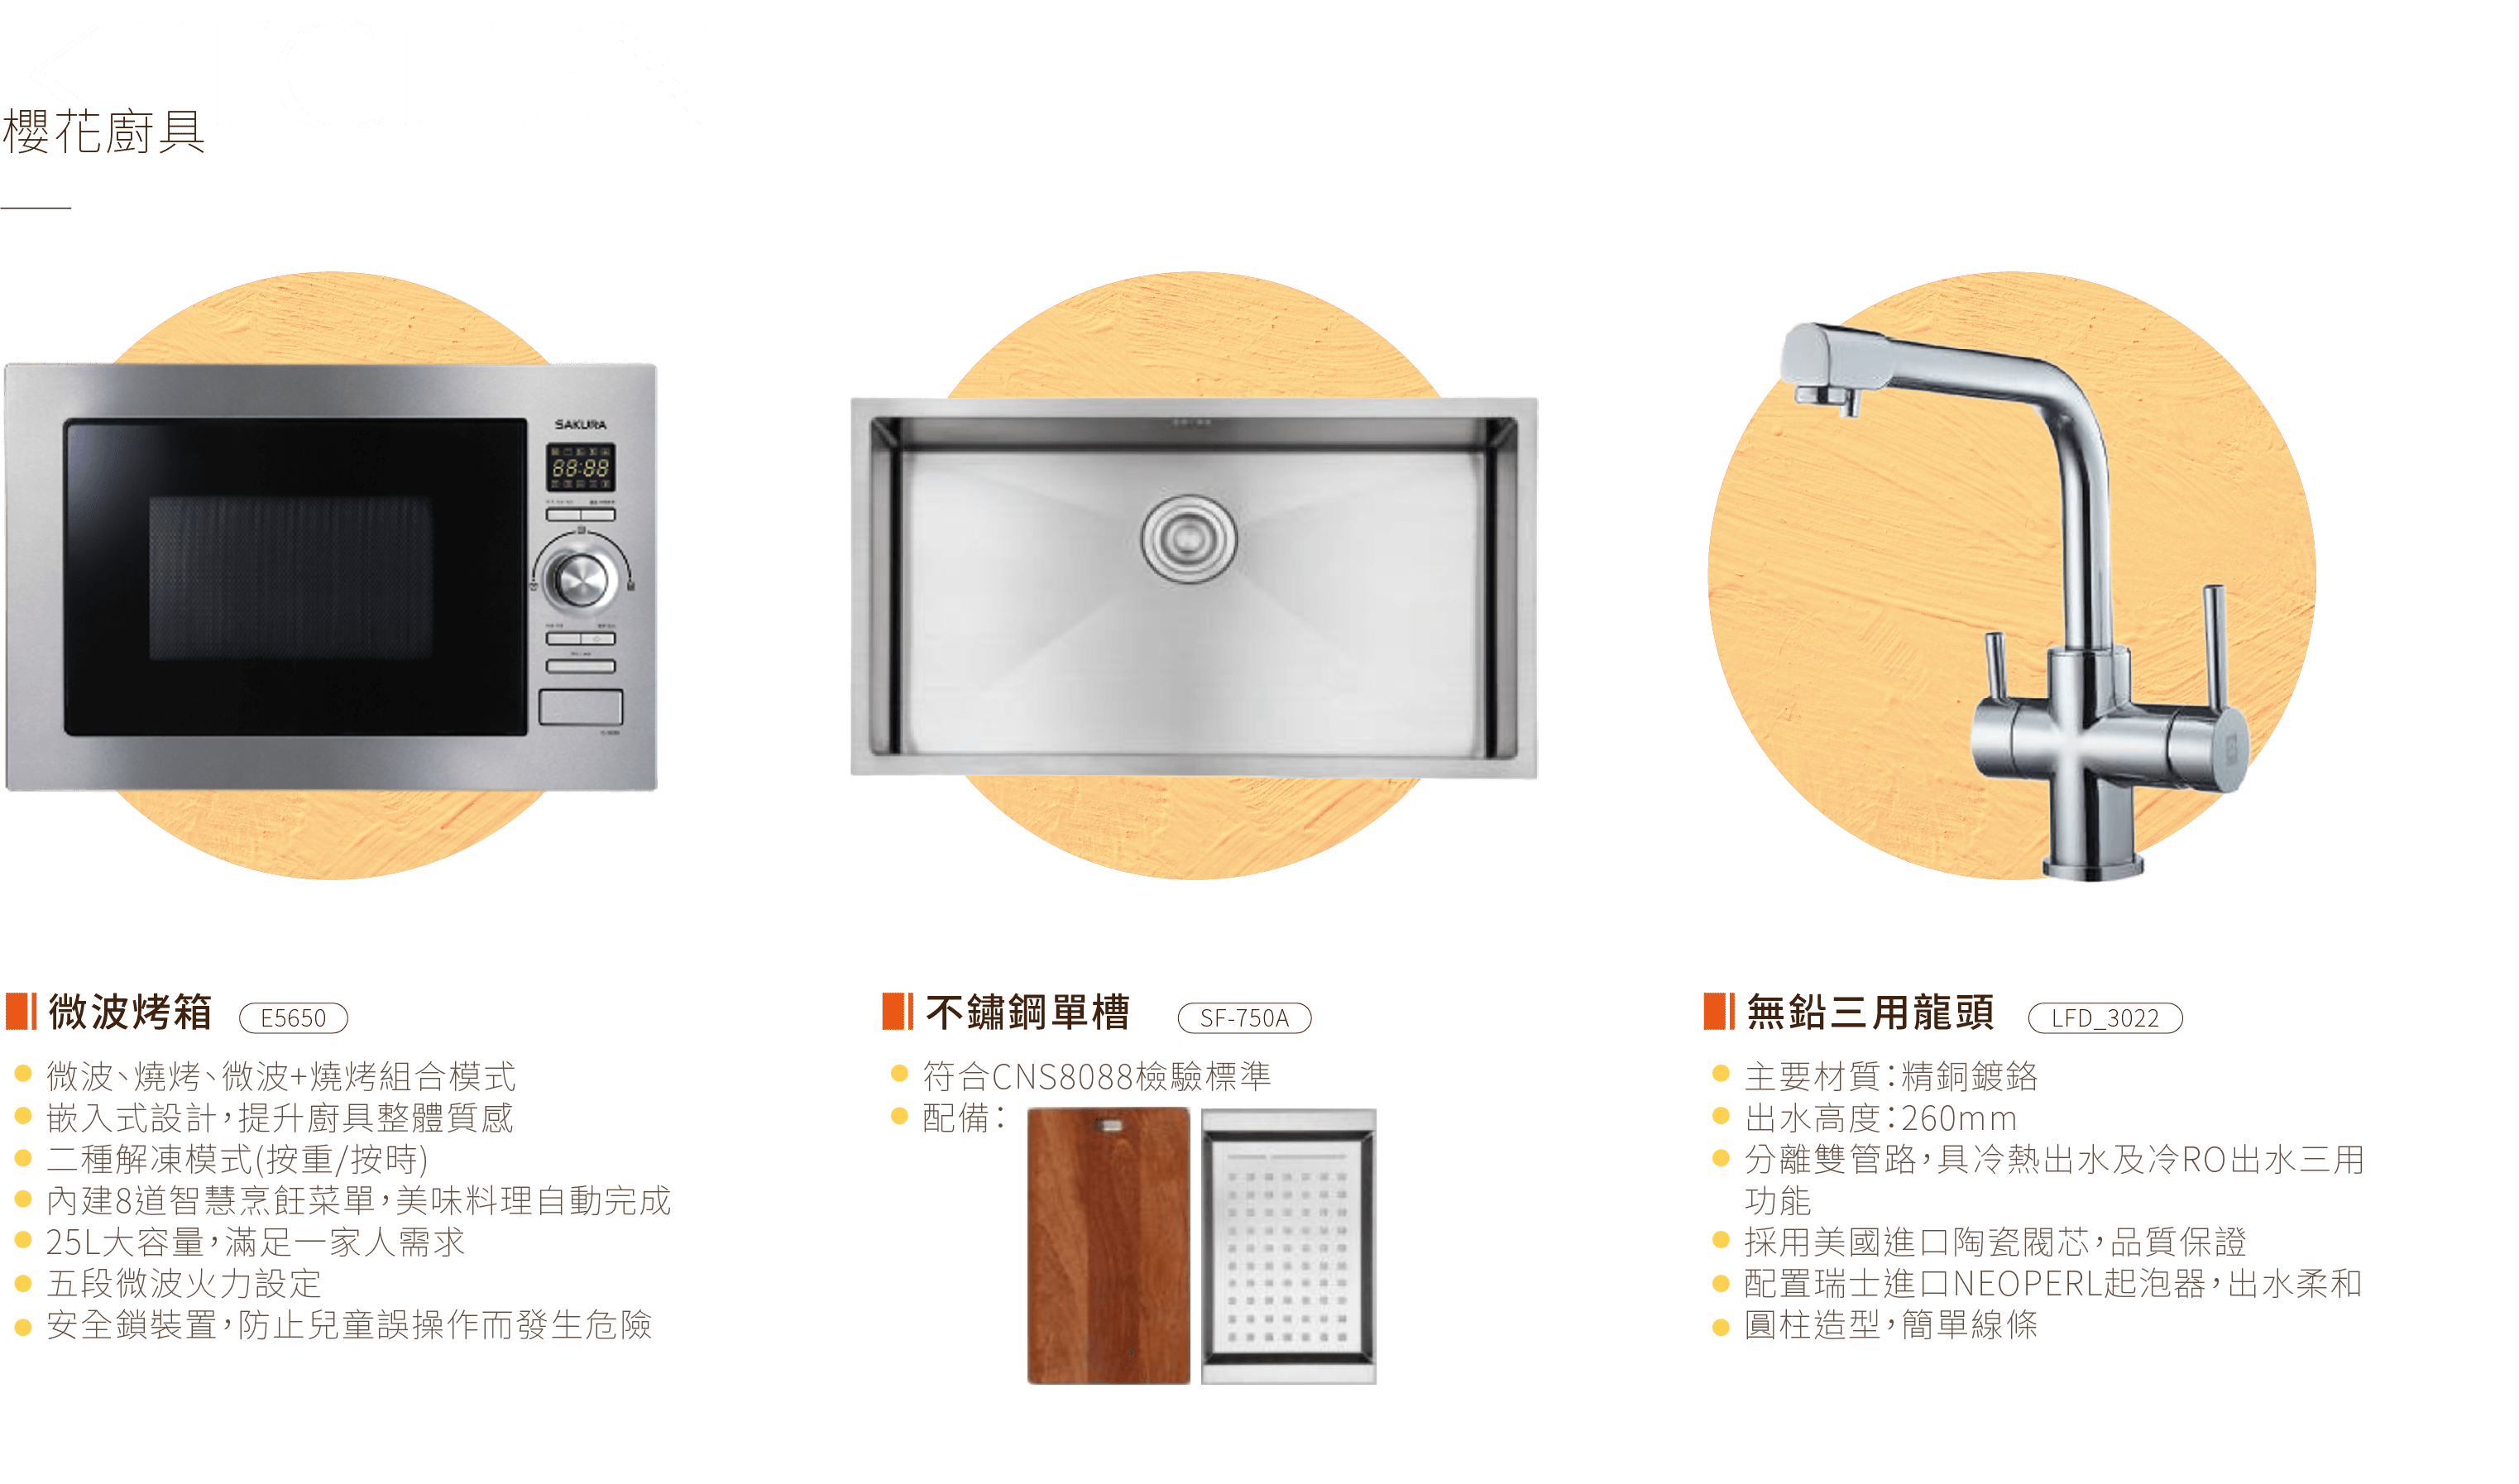 櫻花廚具
SAKURA
88:88
微波烤箱 E5650
微波、燒烤、微波+燒烤組合模式
嵌入式設計，提升廚具整體質感
二種解凍模式(按重/按時)
內建8道智慧烹飪菜單，美味料理自動完成
25L大容量，滿足一家人需求
五段微波火力設定
安全鎖裝置，防止兒童誤操作而發生危險
不鏽鋼單槽 SF-750A
符合CNS8088檢驗標準
配備：
無鉛三用龍頭 LFD_3022
主要材質：精銅鍍鉻
出水高度：260mm
分離雙管路，具冷熱出水及冷RO出水三用
功能
採用美國進口陶瓷閥芯，品質保證
配置瑞士進口NEOPERL起泡器，出水柔和
圓柱造型，簡單線條